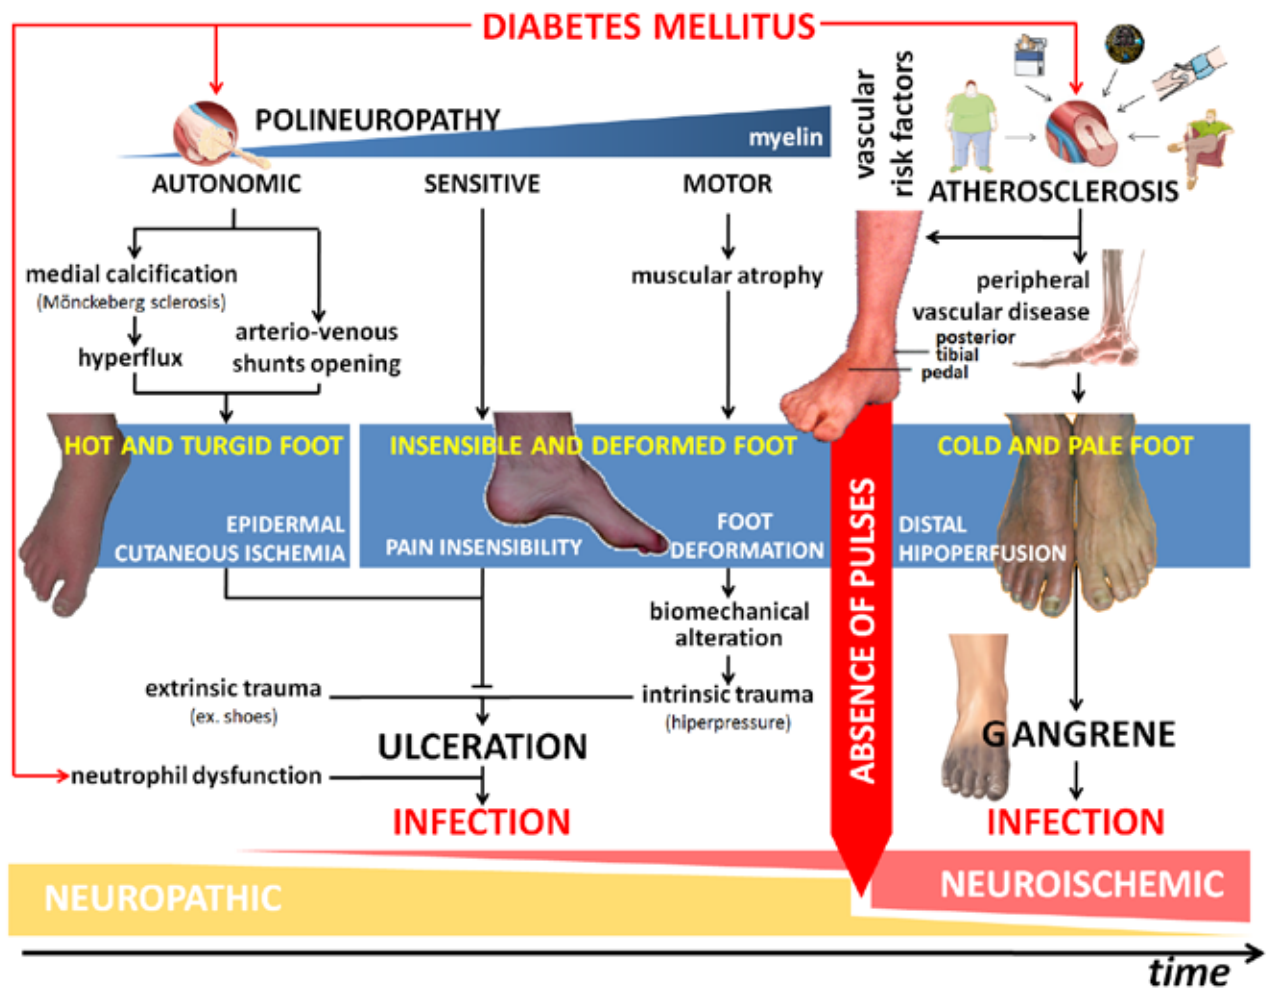 DIABETES MELLITUS
POLINEUROPATHY
myelin
vascular
risk factors
AUTONOMIC
SENSITIVE
MOTOR
ATHEROSCLEROSIS
medial calcification
(Mönckeberg sclerosis)
hyperflux
arterio-venous
shunts opening
muscular atrophy
peripheral
vascular disease
posterior
tibial
pedal
HOT AND TURGID FOOT
EPIDERMAL
CUTANEOUS ISCHEMIA
INSENSIBLE AND DEFORMED FOOT
PAIN INSENSIBILITY
FOOT
DEFORMATION
COLD AND PALE FOOT
DISTAL
HIPOPERFUSION
ABSENCE OF PULSES
biomechanical
alteration
extrinsic trauma
(ex. shoes)
intrinsic trauma
(hiperpressure)
ULCERATION
neutrophil dysfunction
INFECTION
GANGRENE
INFECTION
NEUROPATHIC
NEUROISCHEMIC
time